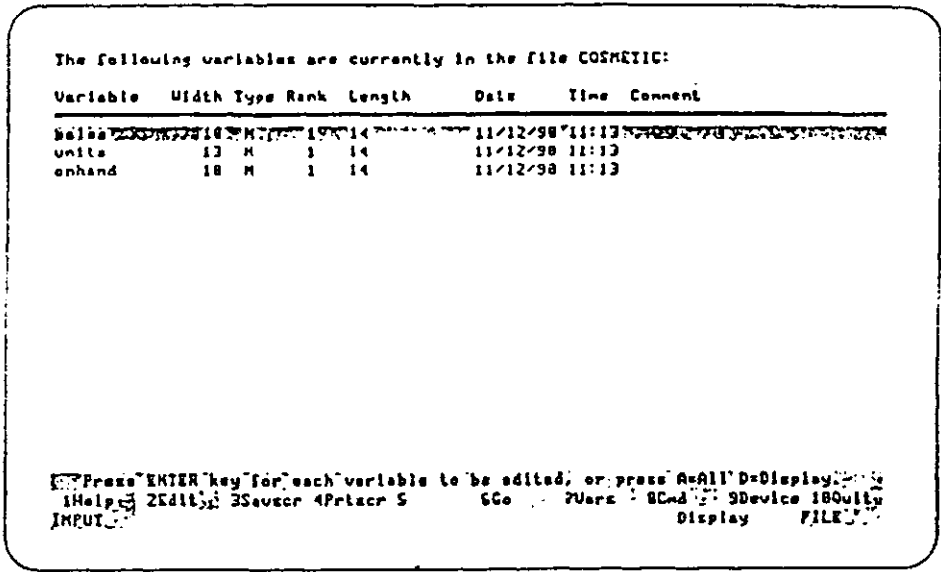 The following variables are currently in the file COSMETIC:
Variable Width Type Rank Length Date Time Comment
sales 10 N 1 14 11/12/90 11:13
units 13 N 1 14 11/12/90 11:13
onhand 10 N 1 14 11/12/90 11:13
Press ENTER key for each variable to be edited, or press A=All D=Display.
1Help 2Edit 3Savscr 4Prtscr 5 6Go 7Vars 8Cmd 9Device 10Quity
INPUT Display FILE